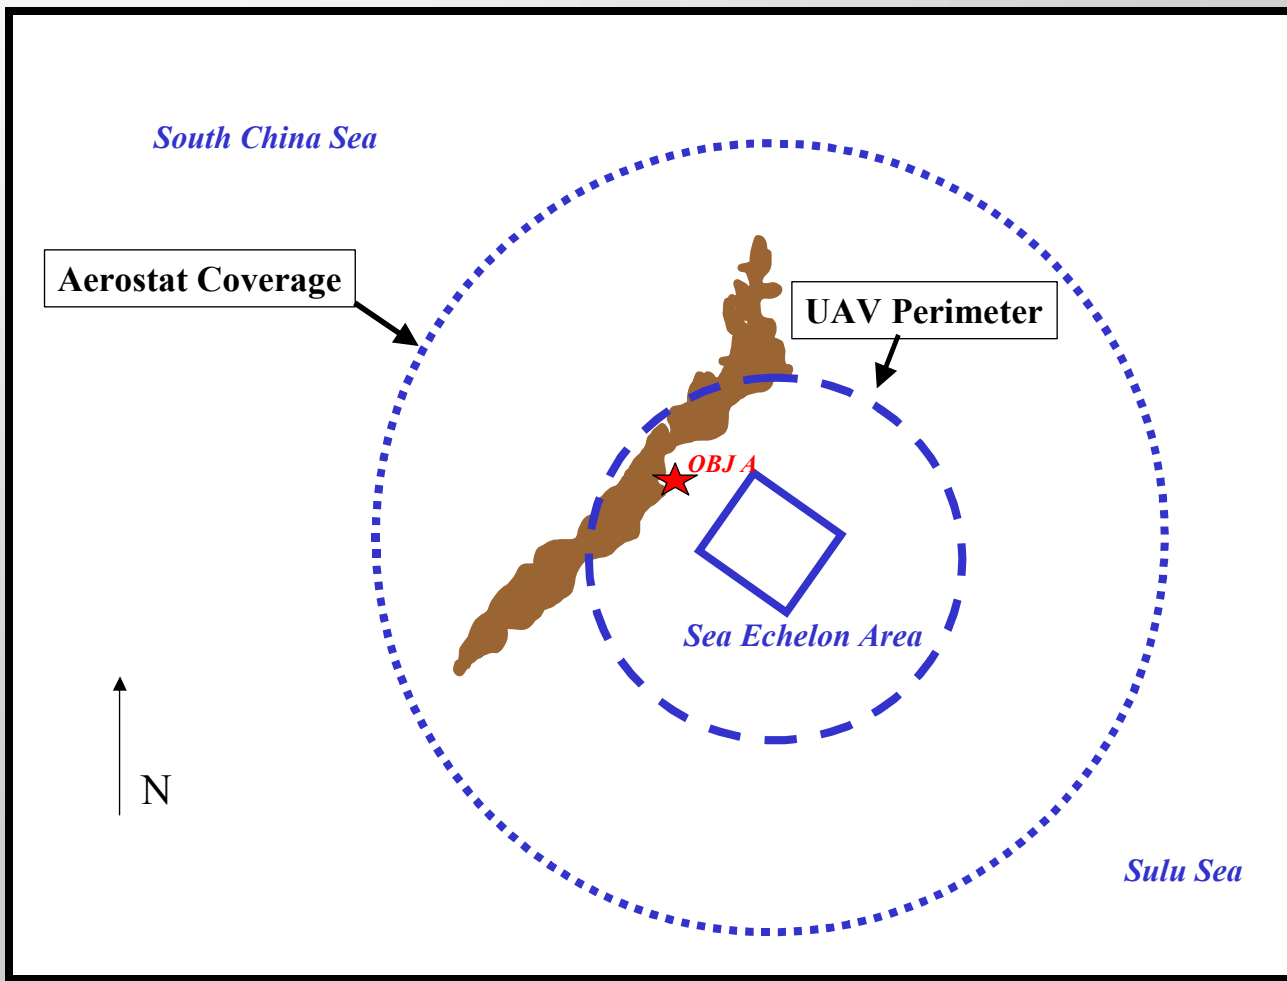 South China Sea
Aerostat Coverage
UAV Perimeter
OBJ A
Sea Echelon Area
N
Sulu Sea